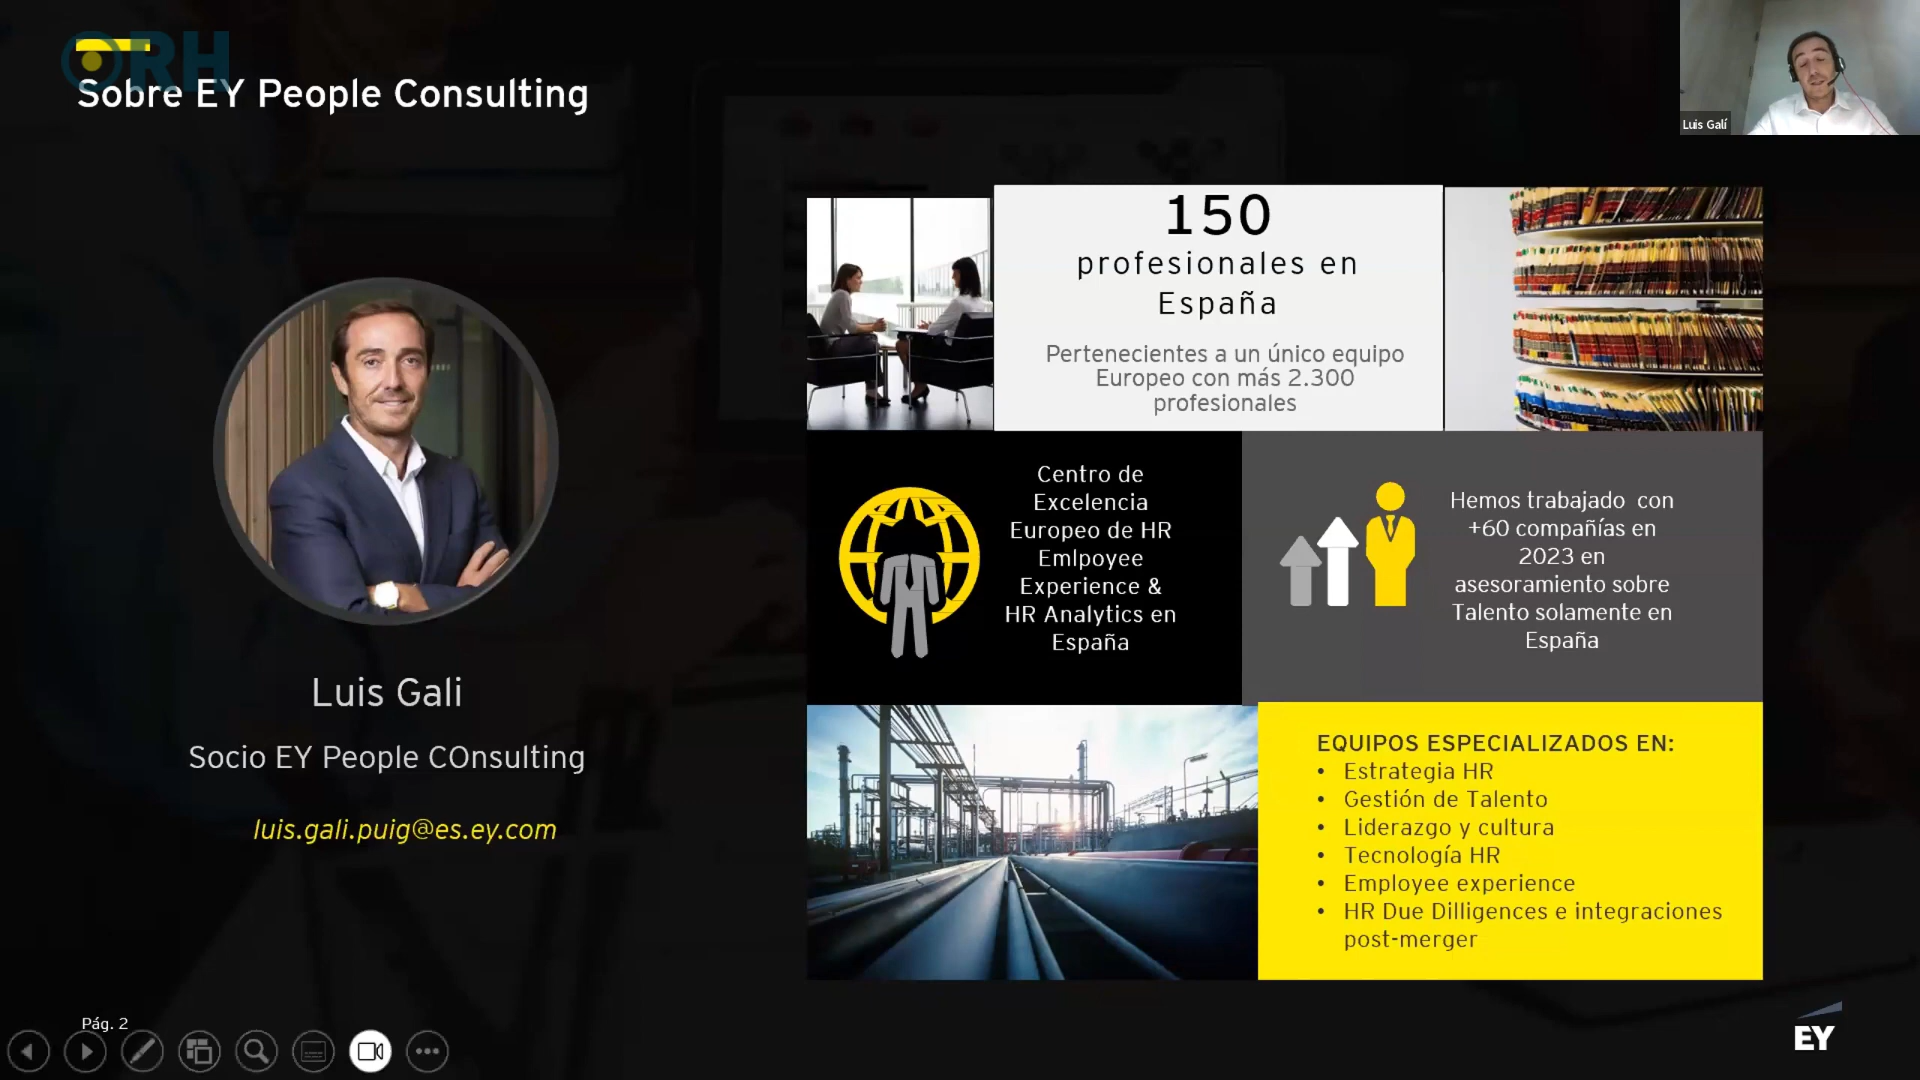 ORH
Sobre EY People Consulting
Luis Galí
150
profesionales en
España
Pertenecientes a un único equipo
Europeo con más 2.300
profesionales
Centro de
Excelencia
Europeo de HR
Emlpoyee
Experience &
HR Analytics en
España
Hemos trabajado con
+60 compañías en
2023 en
asesoramiento sobre
Talento solamente en
España
Luis Gali
Socio EY People COnsulting
luis.gali.puig@es.ey.com
EQUIPOS ESPECIALIZADOS EN:
• Estrategia HR
• Gestión de Talento
• Liderazgo y cultura
• Tecnología HR
• Employee experience
• HR Due Dilligences e integraciones
post-merger
Pág. 2
EY